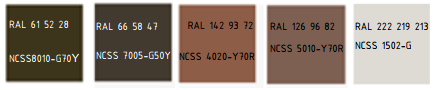 RAL 61 52 28
NCSS8010-G70Y
RAL 66 58 47
NCSS 7005-G50Y
RAL 142 93 72
NCSS 4020-Y70R
RAL 126 96 82
NCSS 5010-Y70R
RAL 222 219 213
NCSS 1502-G